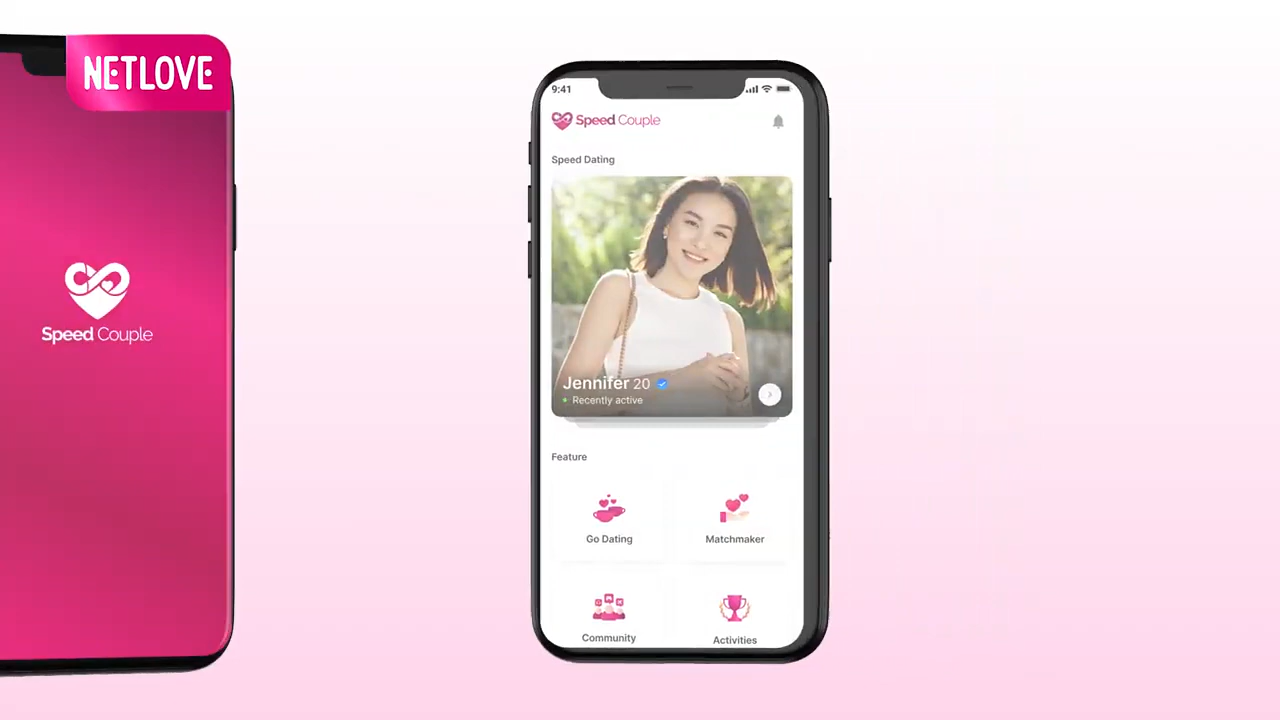 NETLOVE
Speed Couple
9:41
Speed Couple
Speed Dating
Jennifer 20
Recently active
Feature
Go Dating
Matchmaker
Community
Activities